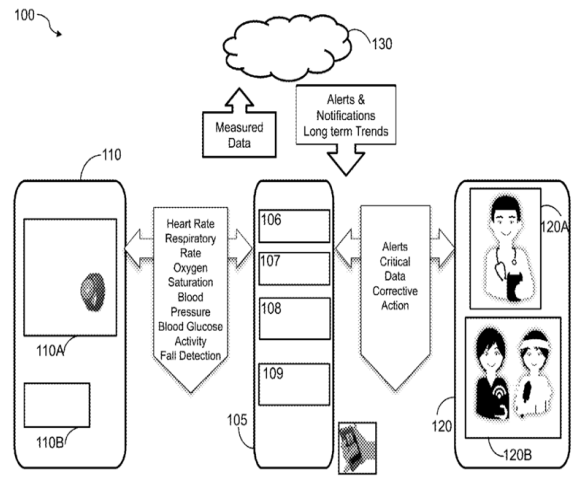 100
130
Measured
Data
Alerts &
Notifications
Long term Trends
110
110A
110B
Heart Rate
Respiratory
Rate
Oxygen
Saturation
Blood
Pressure
Blood Glucose
Activity
Fall Detection
106
107
108
109
105
Alerts
Critical
Data
Corrective
Action
120A
120
120B